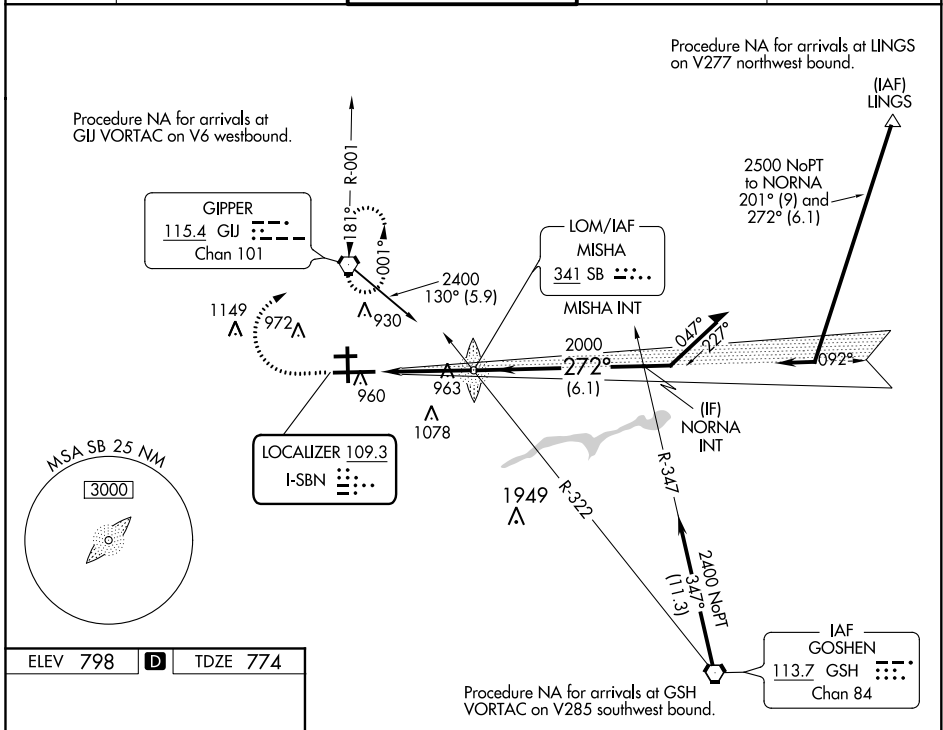 Procedure NA for arrivals at LINGS
on V277 northwest bound.
(IAF)
LINGS
Procedure NA for arrivals at
GIJ VORTAC on V6 westbound.
R-001
181°
001°
2500 NoPT
to NORNA
201° (9) and
272° (6.1)
GIPPER
115.4 GIJ
Chan 101
LOM/IAF
MISHA
341 SB
MISHA INT
2400
130° (5.9)
1149
972
930
047°
227°
2000
272°
(6.1)
092°
963
960
1078
(IF)
NORNA
INT
LOCALIZER 109.3
I-SBN
MSA SB 25 NM
3000
R-347
R-322
1949
2400 NoPT
347°
(11.3)
IAF
GOSHEN
113.7 GSH
Chan 84
Procedure NA for arrivals at GSH
VORTAC on V285 southwest bound.
ELEV 798 D TDZE 774